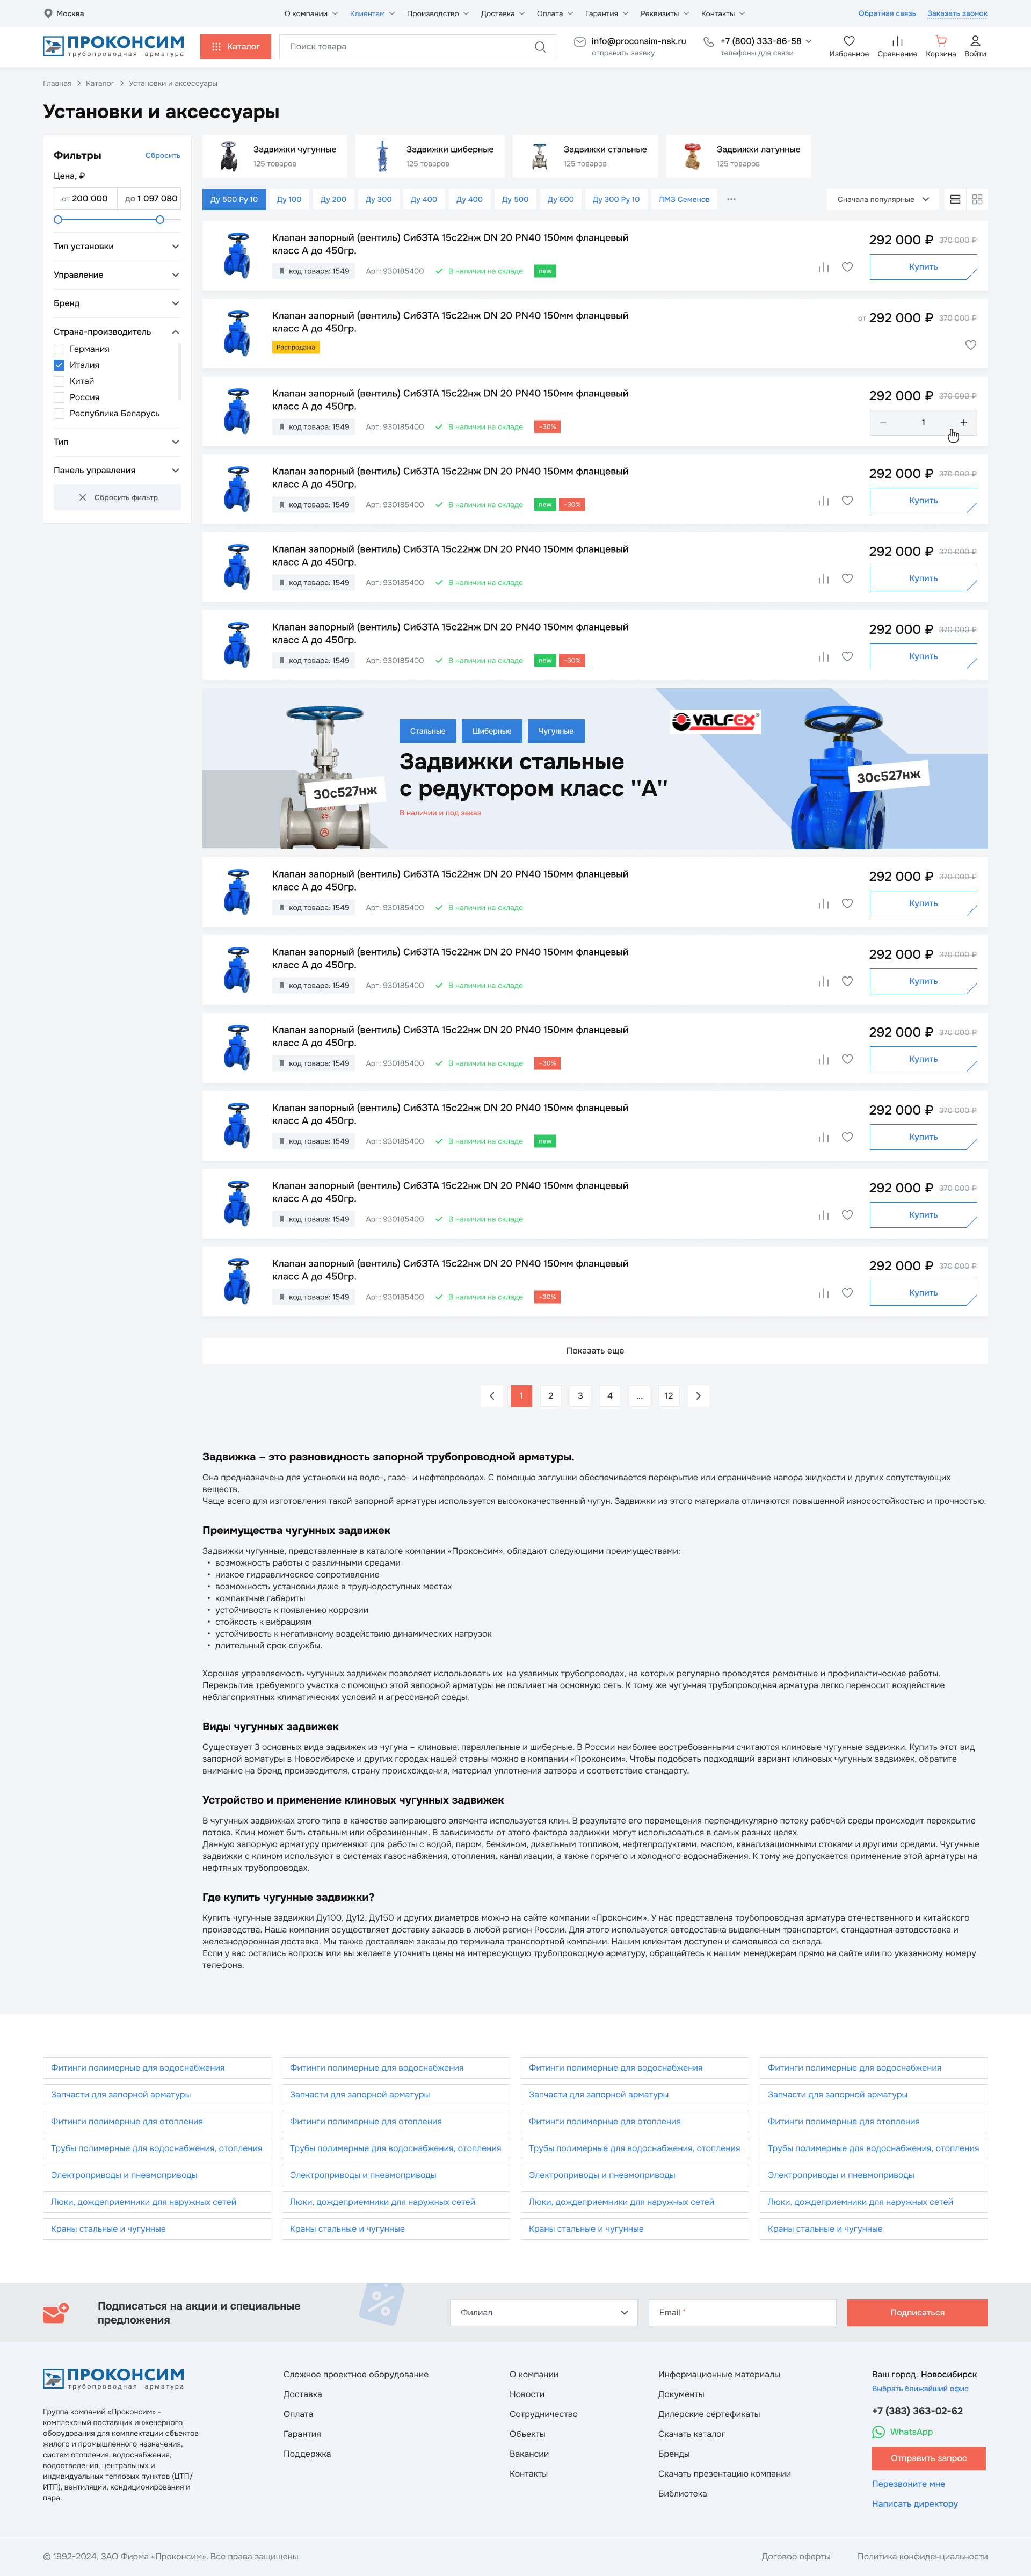 Москва
О компании
Клиентам
Производство
Доставка
Оплата
Гарантия
Реквизиты
Контакты
Обратная связь
Заказать звонок
ПРОКОНСИМ
трубопроводная арматура
Каталог
Поиск товара
info@proconsim-nsk.ru
отправить заявку
+7 (800) 333-86-58
телефоны для связи
Избранное
Сравнение
Корзина
Войти
Главная
Каталог
Установки и аксессуары
Установки и аксессуары
Фильтры
Сбросить
Цена, ₽
от 200 000
до 1 097 080
Тип установки
Управление
Бренд
Страна-производитель
Германия
Италия
Китай
Россия
Республика Беларусь
Тип
Панель управления
Сбросить фильтр
Задвижки чугунные
125 товаров
Задвижки шиберные
125 товаров
Задвижки стальные
125 товаров
Задвижки латунные
125 товаров
Ду 500 Ру 10
Ду 100
Ду 200
Ду 300
Ду 400
Ду 400
Ду 500
Ду 600
Ду 300 Ру 10
ЛМЗ Семенов
Сначала популярные
Клапан запорный (вентиль) СибЗТА 15с22нж DN 20 PN40 150мм фланцевый
класс А до 450гр.
код товара: 1549
Арт: 930185400
В наличии на складе
new
292 000 ₽
370 000 ₽
Купить
Клапан запорный (вентиль) СибЗТА 15с22нж DN 20 PN40 150мм фланцевый
класс А до 450гр.
Распродажа
от 292 000 ₽
370 000 ₽
Клапан запорный (вентиль) СибЗТА 15с22нж DN 20 PN40 150мм фланцевый
класс А до 450гр.
код товара: 1549
Арт: 930185400
В наличии на складе
-30%
292 000 ₽
370 000 ₽
− 1 +
Клапан запорный (вентиль) СибЗТА 15с22нж DN 20 PN40 150мм фланцевый
класс А до 450гр.
код товара: 1549
Арт: 930185400
В наличии на складе
new
-30%
292 000 ₽
370 000 ₽
Купить
Клапан запорный (вентиль) СибЗТА 15с22нж DN 20 PN40 150мм фланцевый
класс А до 450гр.
код товара: 1549
Арт: 930185400
В наличии на складе
292 000 ₽
370 000 ₽
Купить
Клапан запорный (вентиль) СибЗТА 15с22нж DN 20 PN40 150мм фланцевый
класс А до 450гр.
код товара: 1549
Арт: 930185400
В наличии на складе
new
-30%
292 000 ₽
370 000 ₽
Купить
Стальные
Шиберные
Чугунные
Задвижки стальные
с редуктором класс "А"
В наличии и под заказ
30с527нж
25
VALFEX
30с527нж
Клапан запорный (вентиль) СибЗТА 15с22нж DN 20 PN40 150мм фланцевый
класс А до 450гр.
код товара: 1549
Арт: 930185400
В наличии на складе
292 000 ₽
370 000 ₽
Купить
Клапан запорный (вентиль) СибЗТА 15с22нж DN 20 PN40 150мм фланцевый
класс А до 450гр.
код товара: 1549
Арт: 930185400
В наличии на складе
292 000 ₽
370 000 ₽
Купить
Клапан запорный (вентиль) СибЗТА 15с22нж DN 20 PN40 150мм фланцевый
класс А до 450гр.
код товара: 1549
Арт: 930185400
В наличии на складе
-30%
292 000 ₽
370 000 ₽
Купить
Клапан запорный (вентиль) СибЗТА 15с22нж DN 20 PN40 150мм фланцевый
класс А до 450гр.
код товара: 1549
Арт: 930185400
В наличии на складе
new
292 000 ₽
370 000 ₽
Купить
Клапан запорный (вентиль) СибЗТА 15с22нж DN 20 PN40 150мм фланцевый
класс А до 450гр.
код товара: 1549
Арт: 930185400
В наличии на складе
292 000 ₽
370 000 ₽
Купить
Клапан запорный (вентиль) СибЗТА 15с22нж DN 20 PN40 150мм фланцевый
класс А до 450гр.
код товара: 1549
Арт: 930185400
В наличии на складе
-30%
292 000 ₽
370 000 ₽
Купить
Показать еще
1 2 3 4 ... 12
Задвижка – это разновидность запорной трубопроводной арматуры.
Она предназначена для установки на водо-, газо- и нефтепроводах. С помощью заглушки обеспечивается перекрытие или ограничение напора жидкости и других сопутствующих
веществ.
Чаще всего для изготовления такой запорной арматуры используется высококачественный чугун. Задвижки из этого материала отличаются повышенной износостойкостью и прочностью.
Преимущества чугунных задвижек
Задвижки чугунные, представленные в каталоге компании «Проконсим», обладают следующими преимуществами:
• возможность работы с различными средами
• низкое гидравлическое сопротивление
• возможность установки даже в труднодоступных местах
• компактные габариты
• устойчивость к появлению коррозии
• стойкость к вибрациям
• устойчивость к негативному воздействию динамических нагрузок
• длительный срок службы.
Хорошая управляемость чугунных задвижек позволяет использовать их на уязвимых трубопроводах, на которых регулярно проводятся ремонтные и профилактические работы.
Перекрытие требуемого участка с помощью этой запорной арматуры не повлияет на основную сеть. К тому же чугунная трубопроводная арматура легко переносит воздействие
неблагоприятных климатических условий и агрессивной среды.
Виды чугунных задвижек
Существует 3 основных вида задвижек из чугуна – клиновые, параллельные и шиберные. В России наиболее востребованными считаются клиновые чугунные задвижки. Купить этот вид
запорной арматуры в Новосибирске и других городах нашей страны можно в компании «Проконсим». Чтобы подобрать подходящий вариант клиновых чугунных задвижек, обратите
внимание на бренд производителя, страну происхождения, материал уплотнения затвора и соответствие стандарту.
Устройство и применение клиновых чугунных задвижек
В чугунных задвижках этого типа в качестве запирающего элемента используется клин. В результате его перемещения перпендикулярно потоку рабочей среды происходит перекрытие
потока. Клин может быть стальным или обрезиненным. В зависимости от этого фактора задвижки могут использоваться в самых разных целях.
Данную запорную арматуру применяют для работы с водой, паром, бензином, дизельным топливом, нефтепродуктами, маслом, канализационными стоками и другими средами. Чугунные
задвижки с клином используют в системах газоснабжения, отопления, канализации, а также горячего и холодного водоснабжения. К тому же допускается применение этой арматуры на
нефтяных трубопроводах.
Где купить чугунные задвижки?
Купить чугунные задвижки Ду100, Ду12, Ду150 и других диаметров можно на сайте компании «Проконсим». У нас представлена трубопроводная арматура отечественного и китайского
производства. Наша компания осуществляет доставку заказов в любой регион России. Для этого используется автодоставка попутным транспортом, стандартная автодоставка и
железнодорожная доставка. Мы также доставляем заказы до терминала транспортной компании. Нашим клиентам доступен и самовывоз со склада.
Если у вас остались вопросы или вы желаете уточнить цены на интересующую трубопроводную арматуру, обращайтесь к нашим менеджерам прямо на сайте или по указанному номеру
телефона.
Фитинги полимерные для водоснабжения
Фитинги полимерные для водоснабжения
Фитинги полимерные для водоснабжения
Фитинги полимерные для водоснабжения
Запчасти для запорной арматуры
Запчасти для запорной арматуры
Запчасти для запорной арматуры
Запчасти для запорной арматуры
Фитинги полимерные для отопления
Фитинги полимерные для отопления
Фитинги полимерные для отопления
Фитинги полимерные для отопления
Трубы полимерные для водоснабжения, отопления
Трубы полимерные для водоснабжения, отопления
Трубы полимерные для водоснабжения, отопления
Трубы полимерные для водоснабжения, отопления
Электроприводы и пневмоприводы
Электроприводы и пневмоприводы
Электроприводы и пневмоприводы
Электроприводы и пневмоприводы
Люки, дождеприемники для наружных сетей
Люки, дождеприемники для наружных сетей
Люки, дождеприемники для наружных сетей
Люки, дождеприемники для наружных сетей
Краны стальные и чугунные
Краны стальные и чугунные
Краны стальные и чугунные
Краны стальные и чугунные
Подписаться на акции и специальные
предложения
%
Филиал
Email *
Подписаться
ПРОКОНСИМ
трубопроводная арматура
Группа компаний «Проконсим» -
комплексный поставщик инженерного
оборудования для комплектации объектов
жилого и промышленного назначения,
систем отопления, водоснабжения,
водоотведения, центральных и
индивидуальных тепловых пунктов (ЦТП/
ИТП), вентиляции, кондиционирования и
пара.
Сложное проектное оборудование
Доставка
Оплата
Гарантия
Поддержка
О компании
Новости
Сотрудничество
Объекты
Вакансии
Контакты
Информационные материалы
Документы
Дилерские сертефикаты
Скачать каталог
Бренды
Скачать презентацию компании
Библиотека
Ваш город: Новосибирск
Выбрать ближайший офис
+7 (383) 363-02-62
WhatsApp
Отправить запрос
Перезвоните мне
Написать директору
© 1992-2024, ЗАО Фирма «Проконсим». Все права защищены
Договор оферты
Политика конфиденциальности